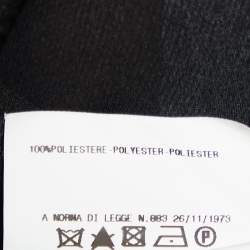 100%POLIESTERE-POLYESTER-POLIESTER
A NORMA DI LEGGE N.883 26/11/1973